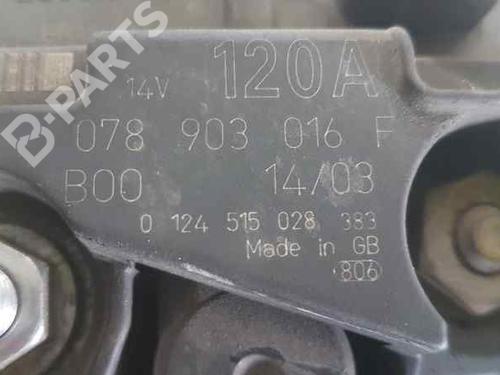 B-PARTS
14V 120A
078 903 016 F
B00 14/03
0 124 515 028 383
Made in GB
806